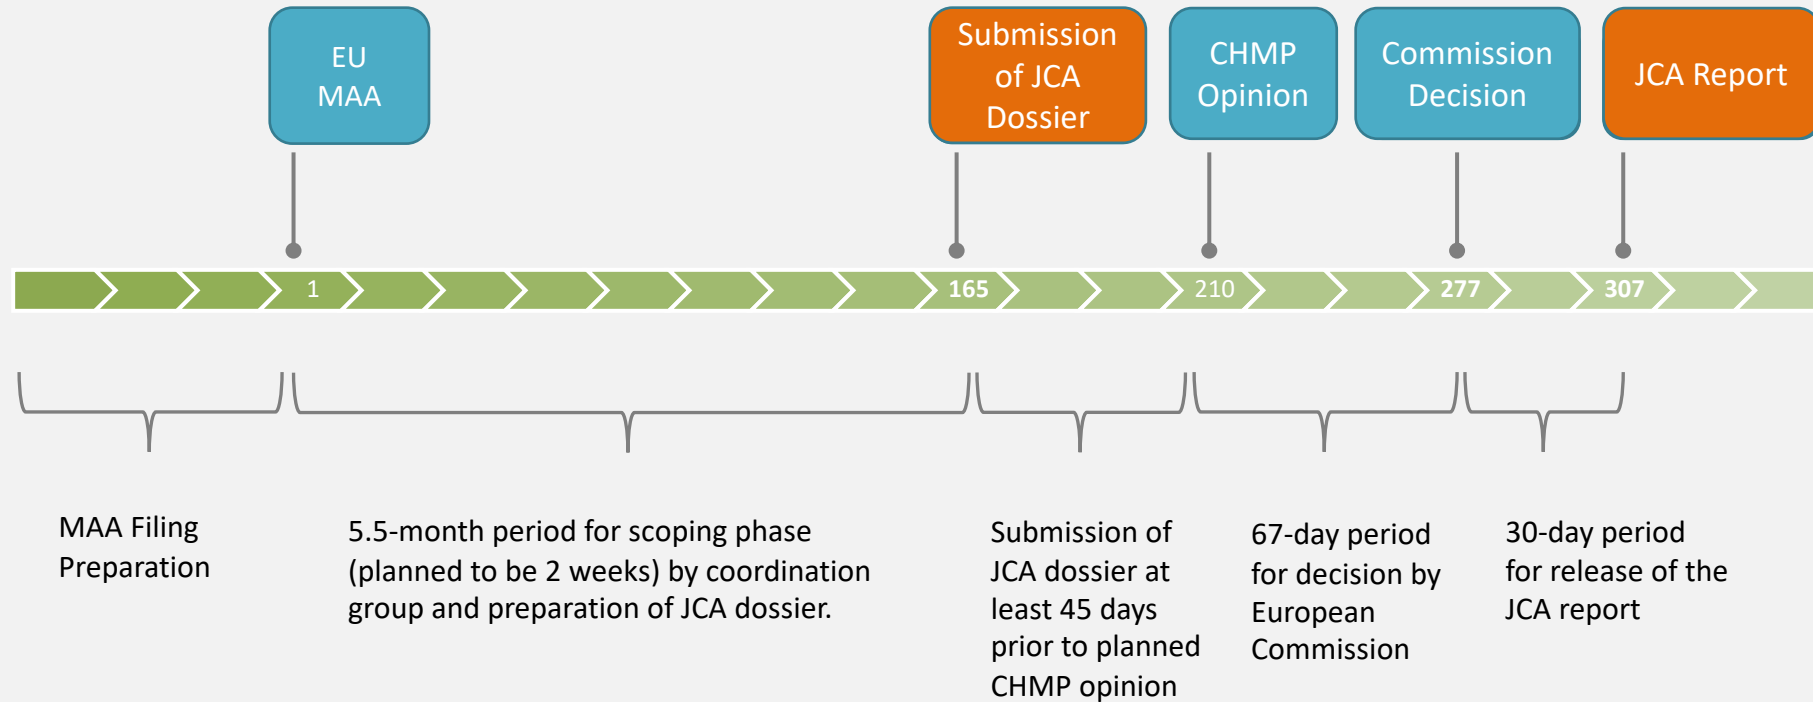 EU
MAA
Submission
of JCA
Dossier
CHMP
Opinion
Commission
Decision
JCA Report
1
165
210
277
307
MAA Filing
Preparation
5.5-month period for scoping phase
(planned to be 2 weeks) by coordination
group and preparation of JCA dossier.
Submission of
JCA dossier at
least 45 days
prior to planned
CHMP opinion
67-day period
for decision by
European
Commission
30-day period
for release of the
JCA report